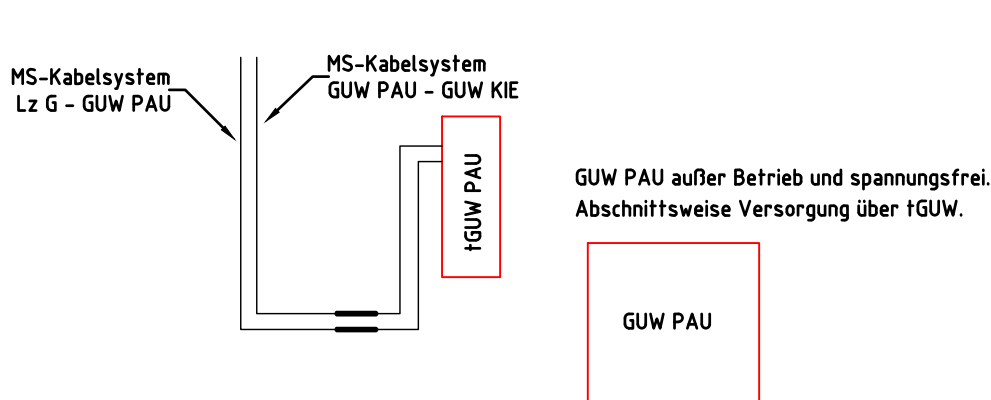 MS-Kabelsystem
Lz G - GUW PAU
MS-Kabelsystem
GUW PAU - GUW KIE
tGUW PAU
GUW PAU außer Betrieb und spannungsfrei.
Abschnittsweise Versorgung über tGUW.
GUW PAU